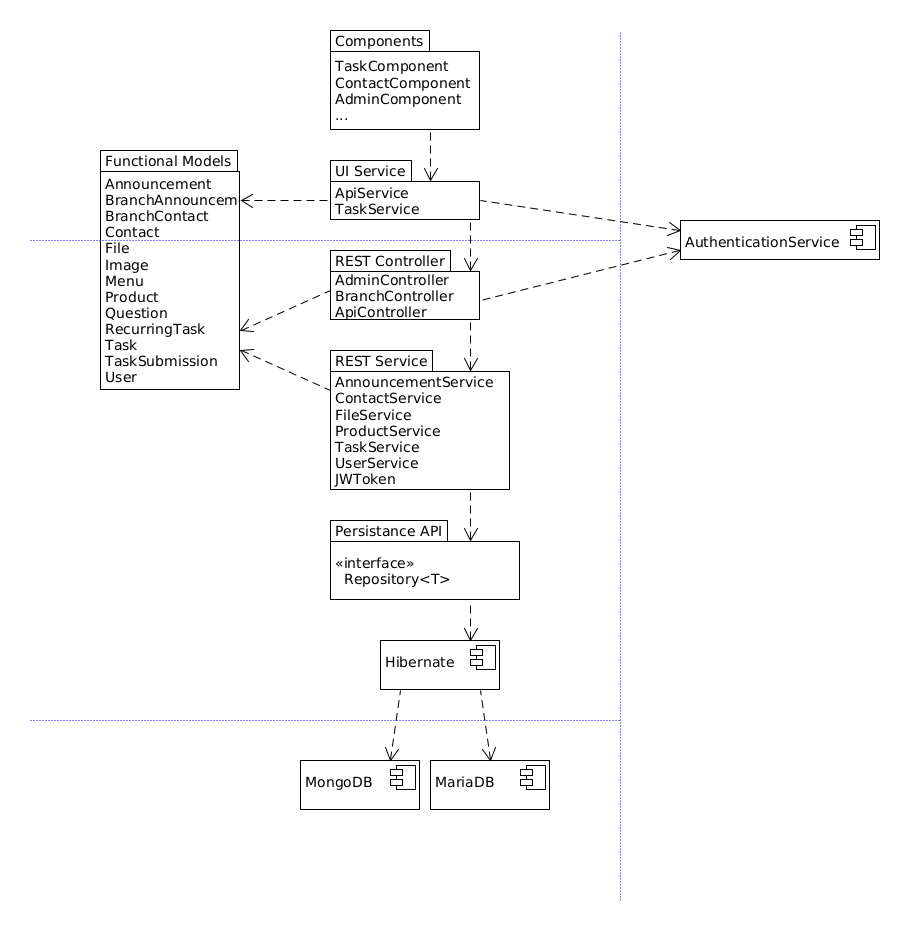 Components
TaskComponent
ContactComponent
AdminComponent
...
Functional Models
Announcement
BranchAnnouncem
BranchContact
Contact
File
Image
Menu
Product
Question
RecurringTask
Task
TaskSubmission
User
UI Service
ApiService
TaskService
AuthenticationService
REST Controller
AdminController
BranchController
ApiController
REST Service
AnnouncementService
ContactService
FileService
ProductService
TaskService
UserService
JWToken
Persistance API
«interface»
Repository<T>
Hibernate
MongoDB
MariaDB